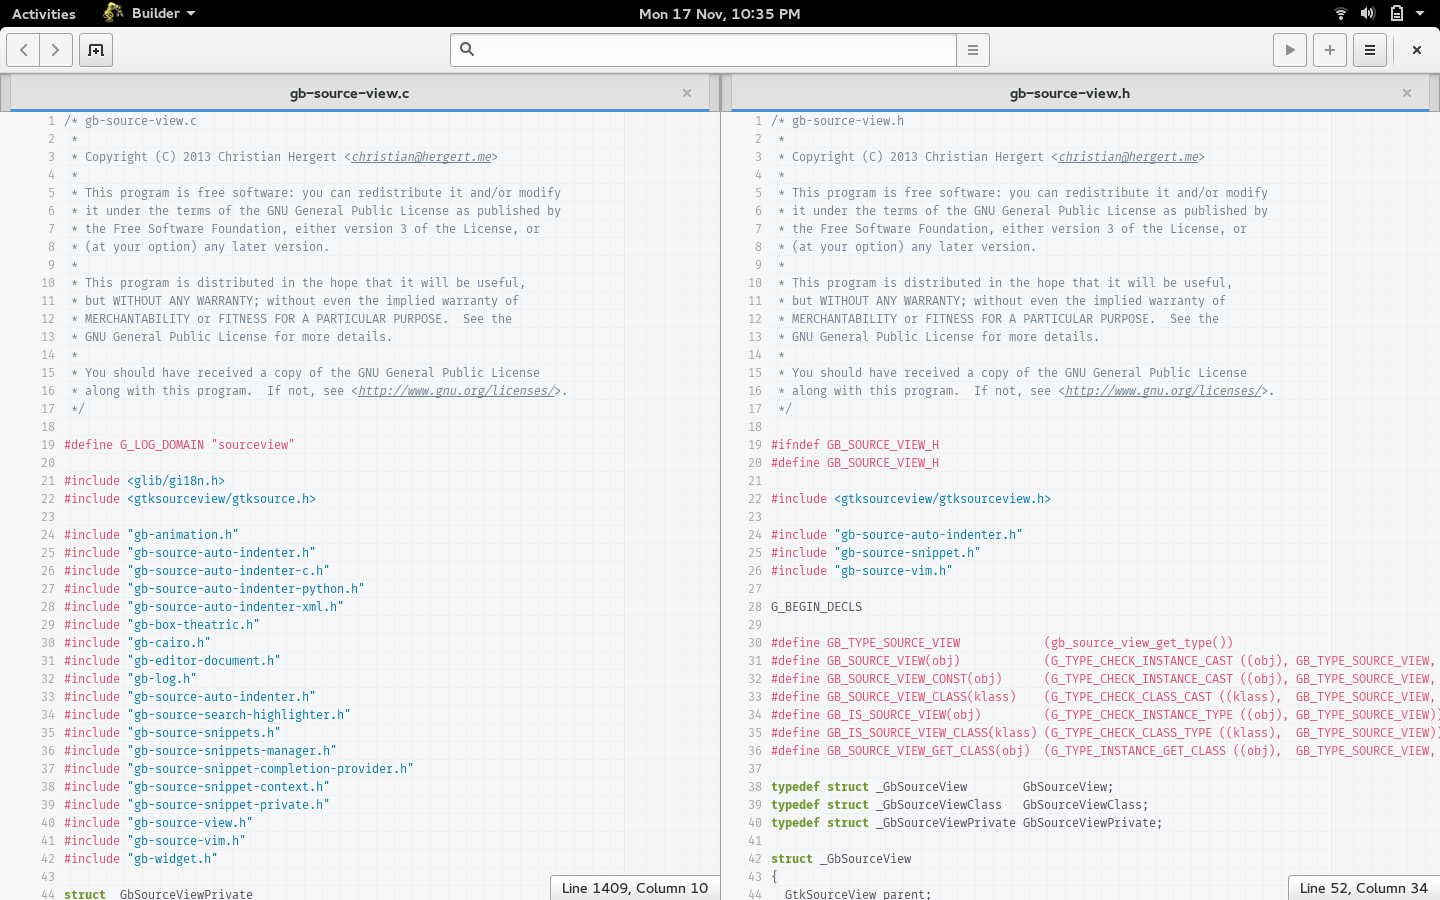 Activities Builder Mon 17 Nov, 10:35 PM
gb-source-view.c
1 /* gb-source-view.c
2  *
3  * Copyright (C) 2013 Christian Hergert <christian@hergert.me>
4  *
5  * This program is free software: you can redistribute it and/or modify
6  * it under the terms of the GNU General Public License as published by
7  * the Free Software Foundation, either version 3 of the License, or
8  * (at your option) any later version.
9  *
10  * This program is distributed in the hope that it will be useful,
11  * but WITHOUT ANY WARRANTY; without even the implied warranty of
12  * MERCHANTABILITY or FITNESS FOR A PARTICULAR PURPOSE.  See the
13  * GNU General Public License for more details.
14  *
15  * You should have received a copy of the GNU General Public License
16  * along with this program.  If not, see <http://www.gnu.org/licenses/>.
17  */
18
19 #define G_LOG_DOMAIN "sourceview"
20
21 #include <glib/gi18n.h>
22 #include <gtksourceview/gtksource.h>
23
24 #include "gb-animation.h"
25 #include "gb-source-auto-indenter.h"
26 #include "gb-source-auto-indenter-c.h"
27 #include "gb-source-auto-indenter-python.h"
28 #include "gb-source-auto-indenter-xml.h"
29 #include "gb-box-theatric.h"
30 #include "gb-cairo.h"
31 #include "gb-editor-document.h"
32 #include "gb-log.h"
33 #include "gb-source-auto-indenter.h"
34 #include "gb-source-search-highlighter.h"
35 #include "gb-source-snippets.h"
36 #include "gb-source-snippets-manager.h"
37 #include "gb-source-snippet-completion-provider.h"
38 #include "gb-source-snippet-context.h"
39 #include "gb-source-snippet-private.h"
40 #include "gb-source-view.h"
41 #include "gb-source-vim.h"
42 #include "gb-widget.h"
43
44 struct _GbSourceViewPrivate
Line 1409, Column 10
gb-source-view.h
1 /* gb-source-view.h
2  *
3  * Copyright (C) 2013 Christian Hergert <christian@hergert.me>
4  *
5  * This program is free software: you can redistribute it and/or modify
6  * it under the terms of the GNU General Public License as published by
7  * the Free Software Foundation, either version 3 of the License, or
8  * (at your option) any later version.
9  *
10  * This program is distributed in the hope that it will be useful,
11  * but WITHOUT ANY WARRANTY; without even the implied warranty of
12  * MERCHANTABILITY or FITNESS FOR A PARTICULAR PURPOSE.  See the
13  * GNU General Public License for more details.
14  *
15  * You should have received a copy of the GNU General Public License
16  * along with this program.  If not, see <http://www.gnu.org/licenses/>.
17  */
18
19 #ifndef GB_SOURCE_VIEW_H
20 #define GB_SOURCE_VIEW_H
21
22 #include <gtksourceview/gtksourceview.h>
23
24 #include "gb-source-auto-indenter.h"
25 #include "gb-source-snippet.h"
26 #include "gb-source-vim.h"
27
28 G_BEGIN_DECLS
29
30 #define GB_TYPE_SOURCE_VIEW            (gb_source_view_get_type())
31 #define GB_SOURCE_VIEW(obj)            (G_TYPE_CHECK_INSTANCE_CAST ((obj), GB_TYPE_SOURCE_VIEW,
32 #define GB_SOURCE_VIEW_CONST(obj)      (G_TYPE_CHECK_INSTANCE_CAST ((obj), GB_TYPE_SOURCE_VIEW,
33 #define GB_SOURCE_VIEW_CLASS(klass)    (G_TYPE_CHECK_CLASS_CAST ((klass),  GB_TYPE_SOURCE_VIEW,
34 #define GB_IS_SOURCE_VIEW(obj)         (G_TYPE_CHECK_INSTANCE_TYPE ((obj), GB_TYPE_SOURCE_VIEW))
35 #define GB_IS_SOURCE_VIEW_CLASS(klass) (G_TYPE_CHECK_CLASS_TYPE ((klass),  GB_TYPE_SOURCE_VIEW))
36 #define GB_SOURCE_VIEW_GET_CLASS(obj)  (G_TYPE_INSTANCE_GET_CLASS ((obj),  GB_TYPE_SOURCE_VIEW,
37
38 typedef struct _GbSourceView        GbSourceView;
39 typedef struct _GbSourceViewClass   GbSourceViewClass;
40 typedef struct _GbSourceViewPrivate GbSourceViewPrivate;
41
42 struct _GbSourceView
43 {
44   GtkSourceView parent;
Line 52, Column 34